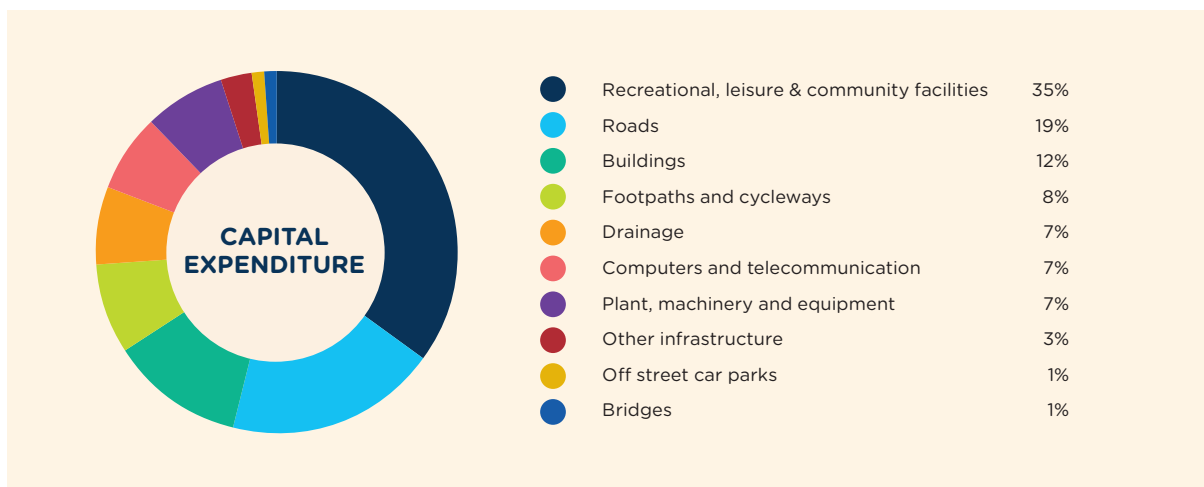 CAPITAL
EXPENDITURE
Recreational, leisure & community facilities 35%
Roads 19%
Buildings 12%
Footpaths and cycleways 8%
Drainage 7%
Computers and telecommunication 7%
Plant, machinery and equipment 7%
Other infrastructure 3%
Off street car parks 1%
Bridges 1%